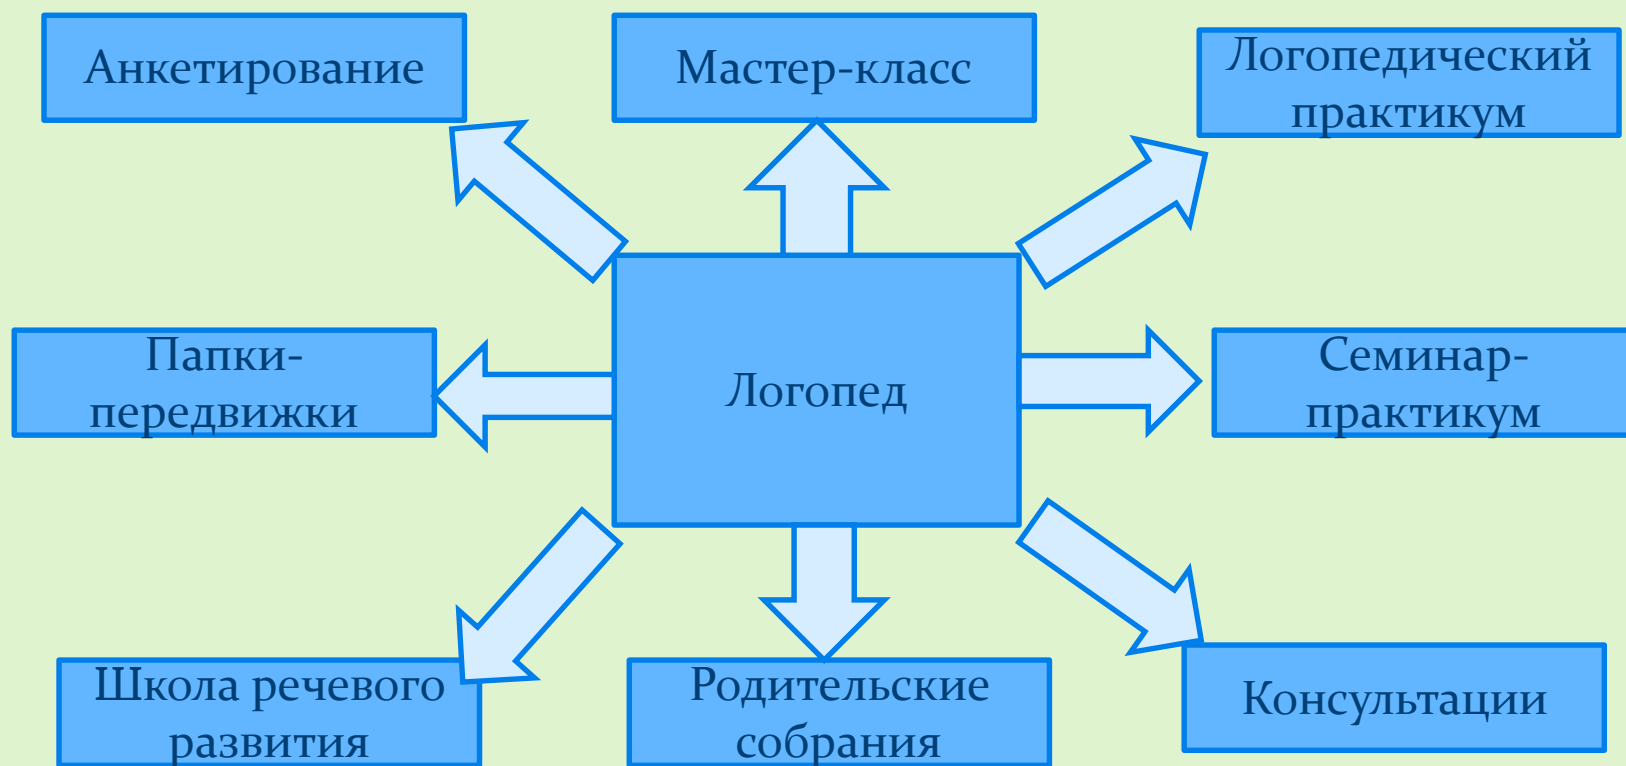 Анкетирование
Мастер-класс
Логопедический
практикум
Папки-
передвижки
Логопед
Семинар-
практикум
Школа речевого
развития
Родительские
собрания
Консультации